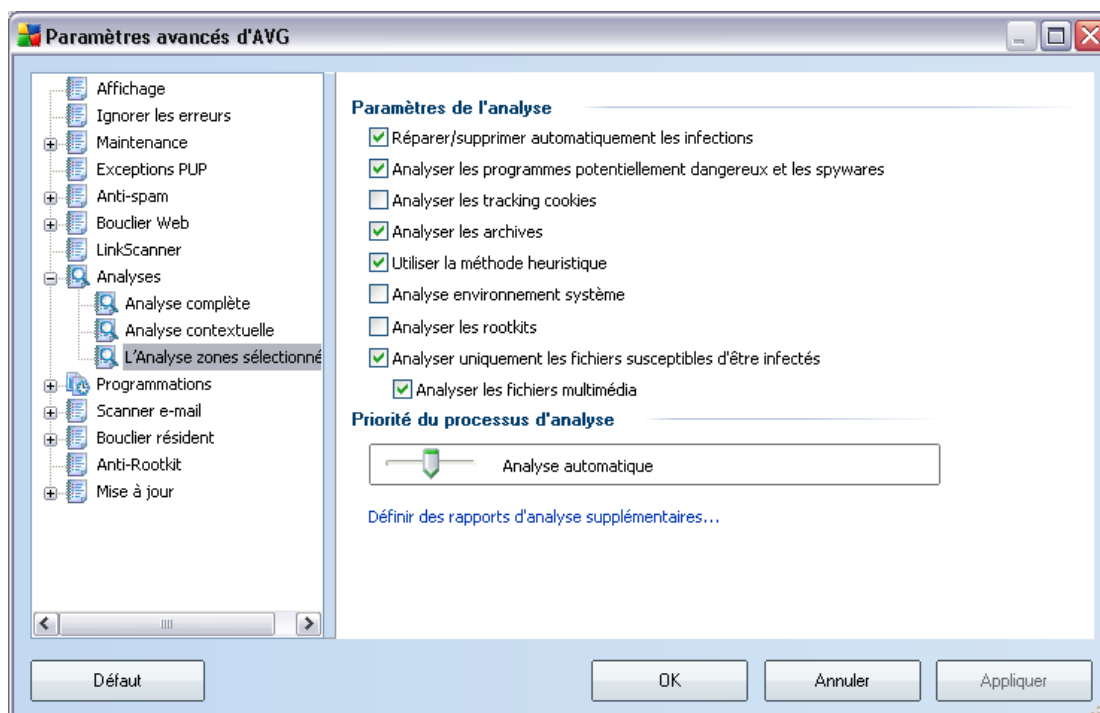 Paramètres avancés d'AVG
Affichage
Ignorer les erreurs
Maintenance
Exceptions PUP
Anti-spam
Bouclier Web
LinkScanner
Analyses
Analyse complète
Analyse contextuelle
L'Analyse zones sélectionné
Programmations
Scanner e-mail
Bouclier résident
Anti-Rootkit
Mise à jour
Paramètres de l'analyse
Réparer/supprimer automatiquement les infections
Analyser les programmes potentiellement dangereux et les spywares
Analyser les tracking cookies
Analyser les archives
Utiliser la méthode heuristique
Analyse environnement système
Analyser les rootkits
Analyser uniquement les fichiers susceptibles d'être infectés
Analyser les fichiers multimédia
Priorité du processus d'analyse
Analyse automatique
Définir des rapports d'analyse supplémentaires...
Défaut
OK
Annuler
Appliquer